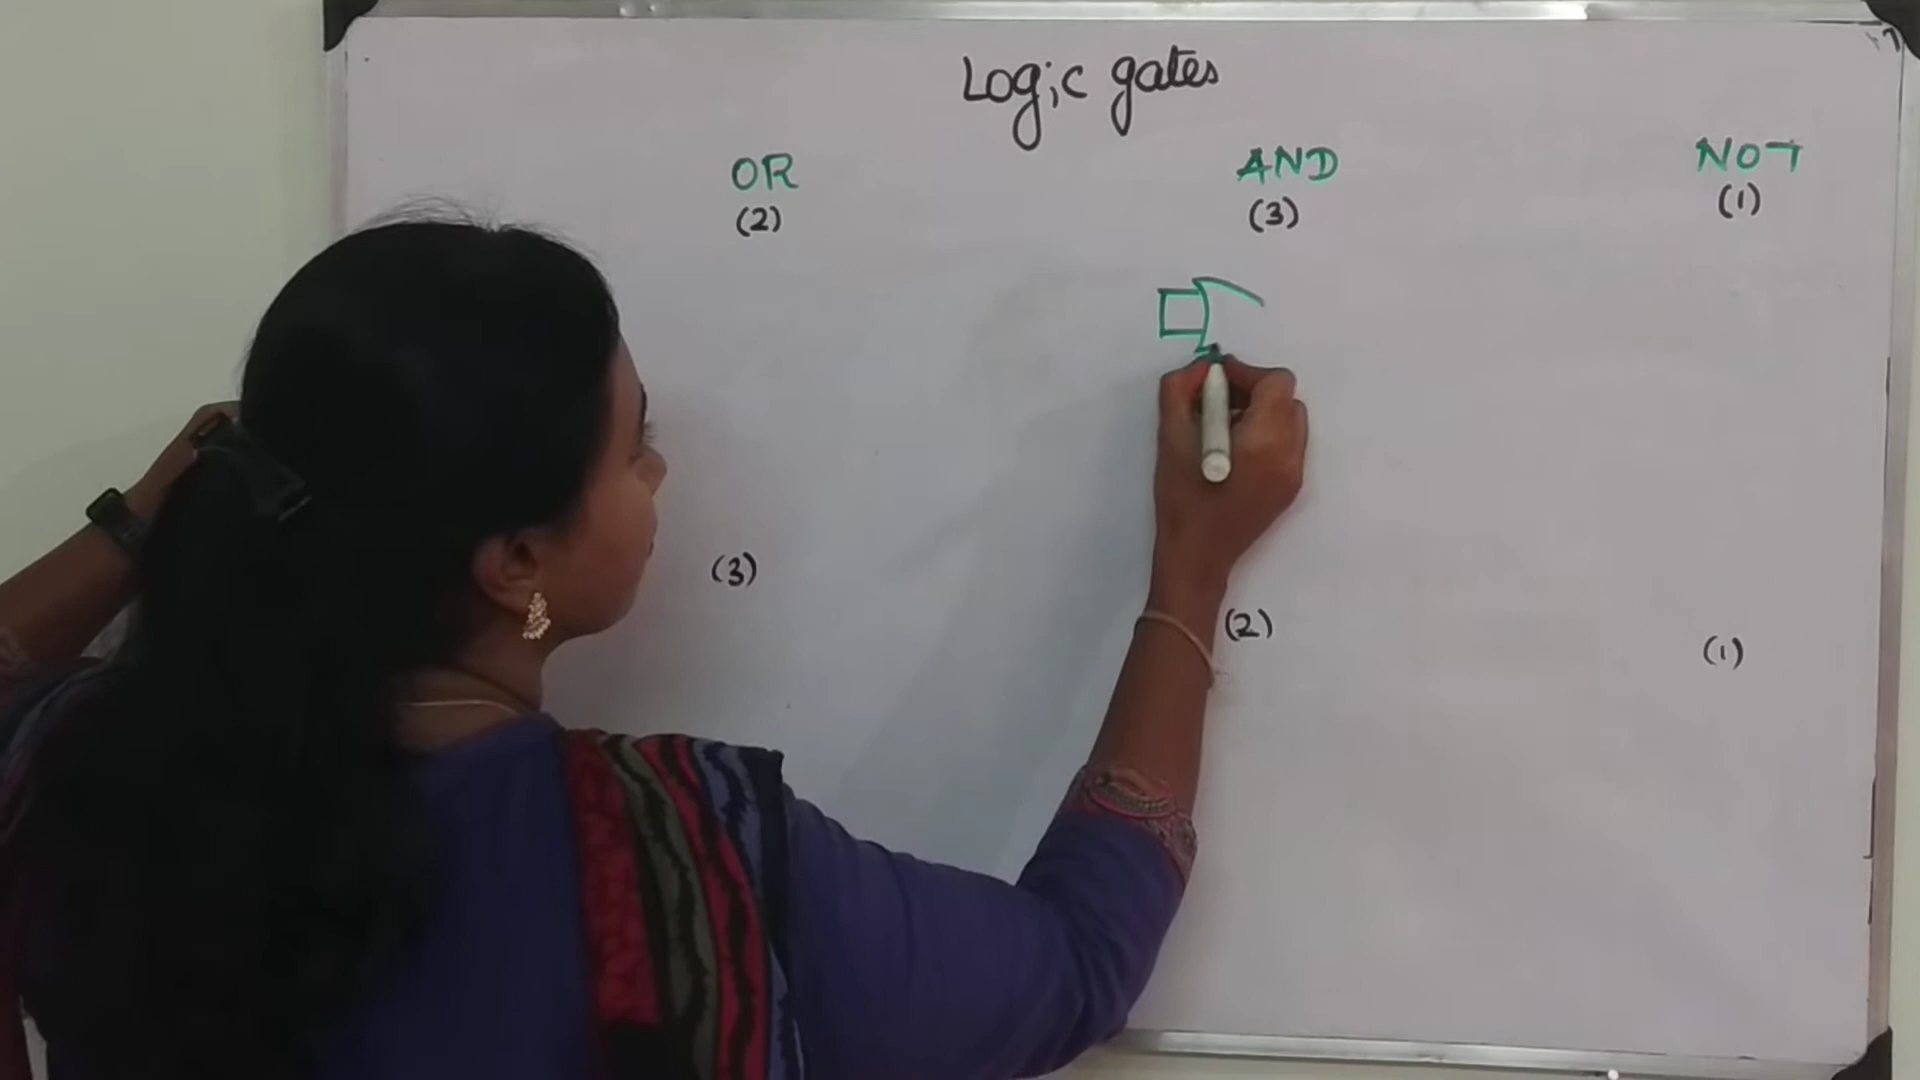 Logic gates
OR AND NOT
(2) (3) (1)
(3) (2) (1)